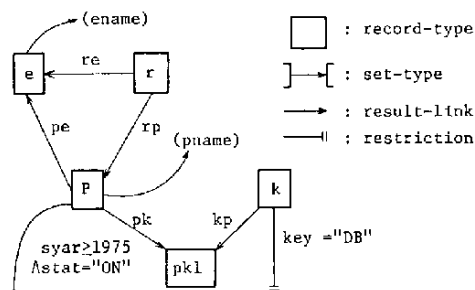 (ename)
: record-type
re
e
r
: set-type
: result-link
pe
rp
(pname)
: restriction
P
k
pk
kp
key ="DB"
syar≥1975
∧stat="ON"
pkl